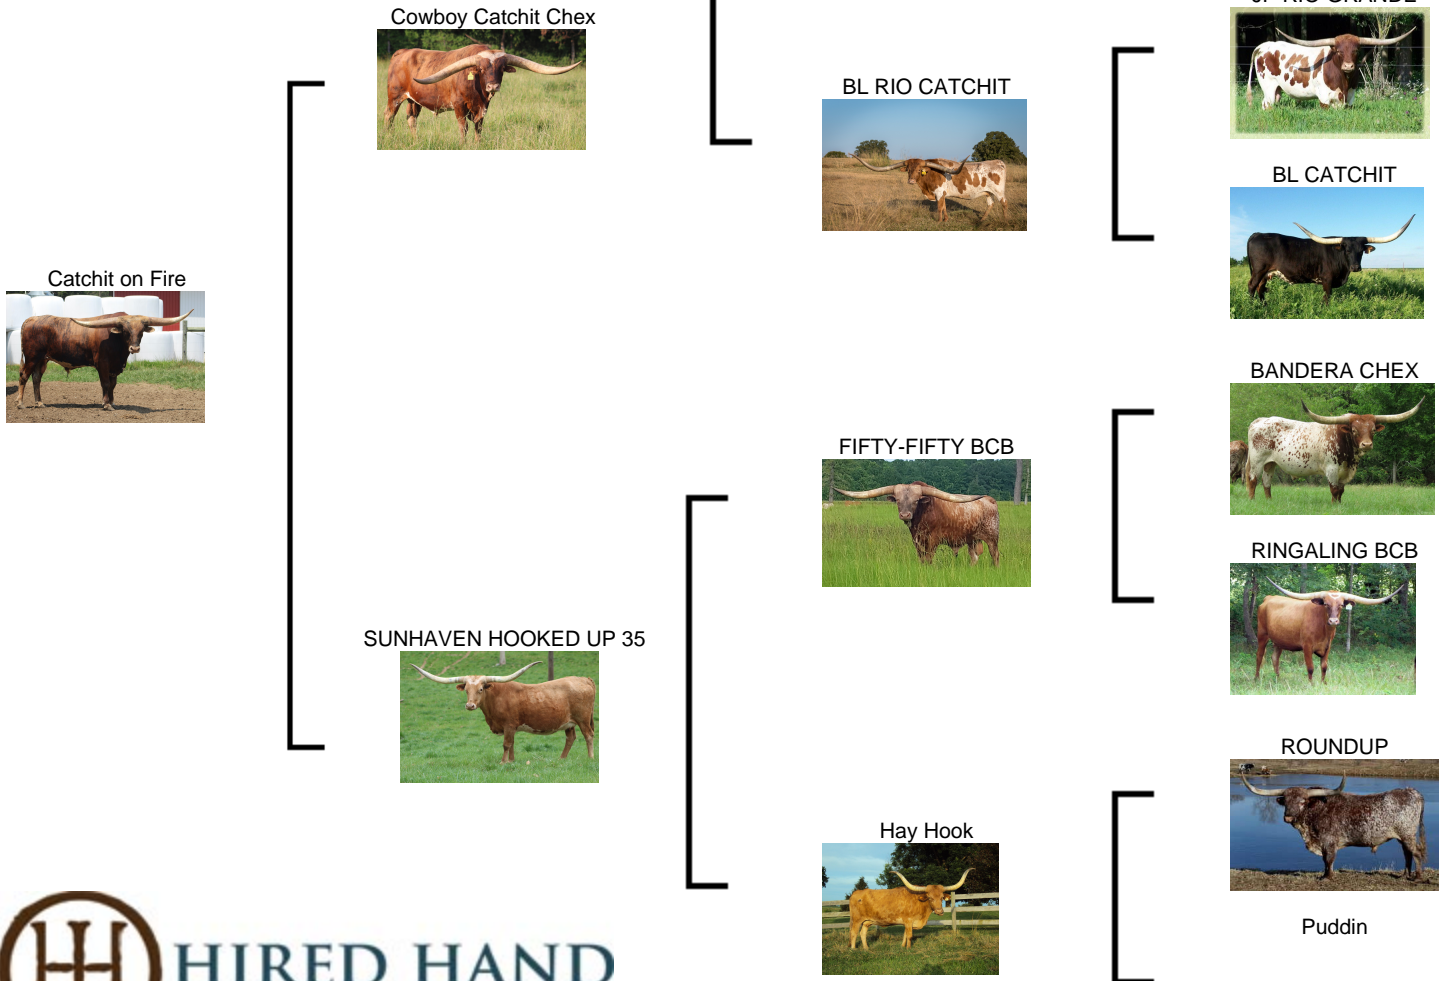 Cowboy Catchit Chex
BL RIO CATCHIT
BL CATCHIT
Catchit on Fire
BANDERA CHEX
FIFTY-FIFTY BCB
RINGALING BCB
SUNHAVEN HOOKED UP 35
ROUNDUP
Hay Hook
Puddin
HIRED HAND